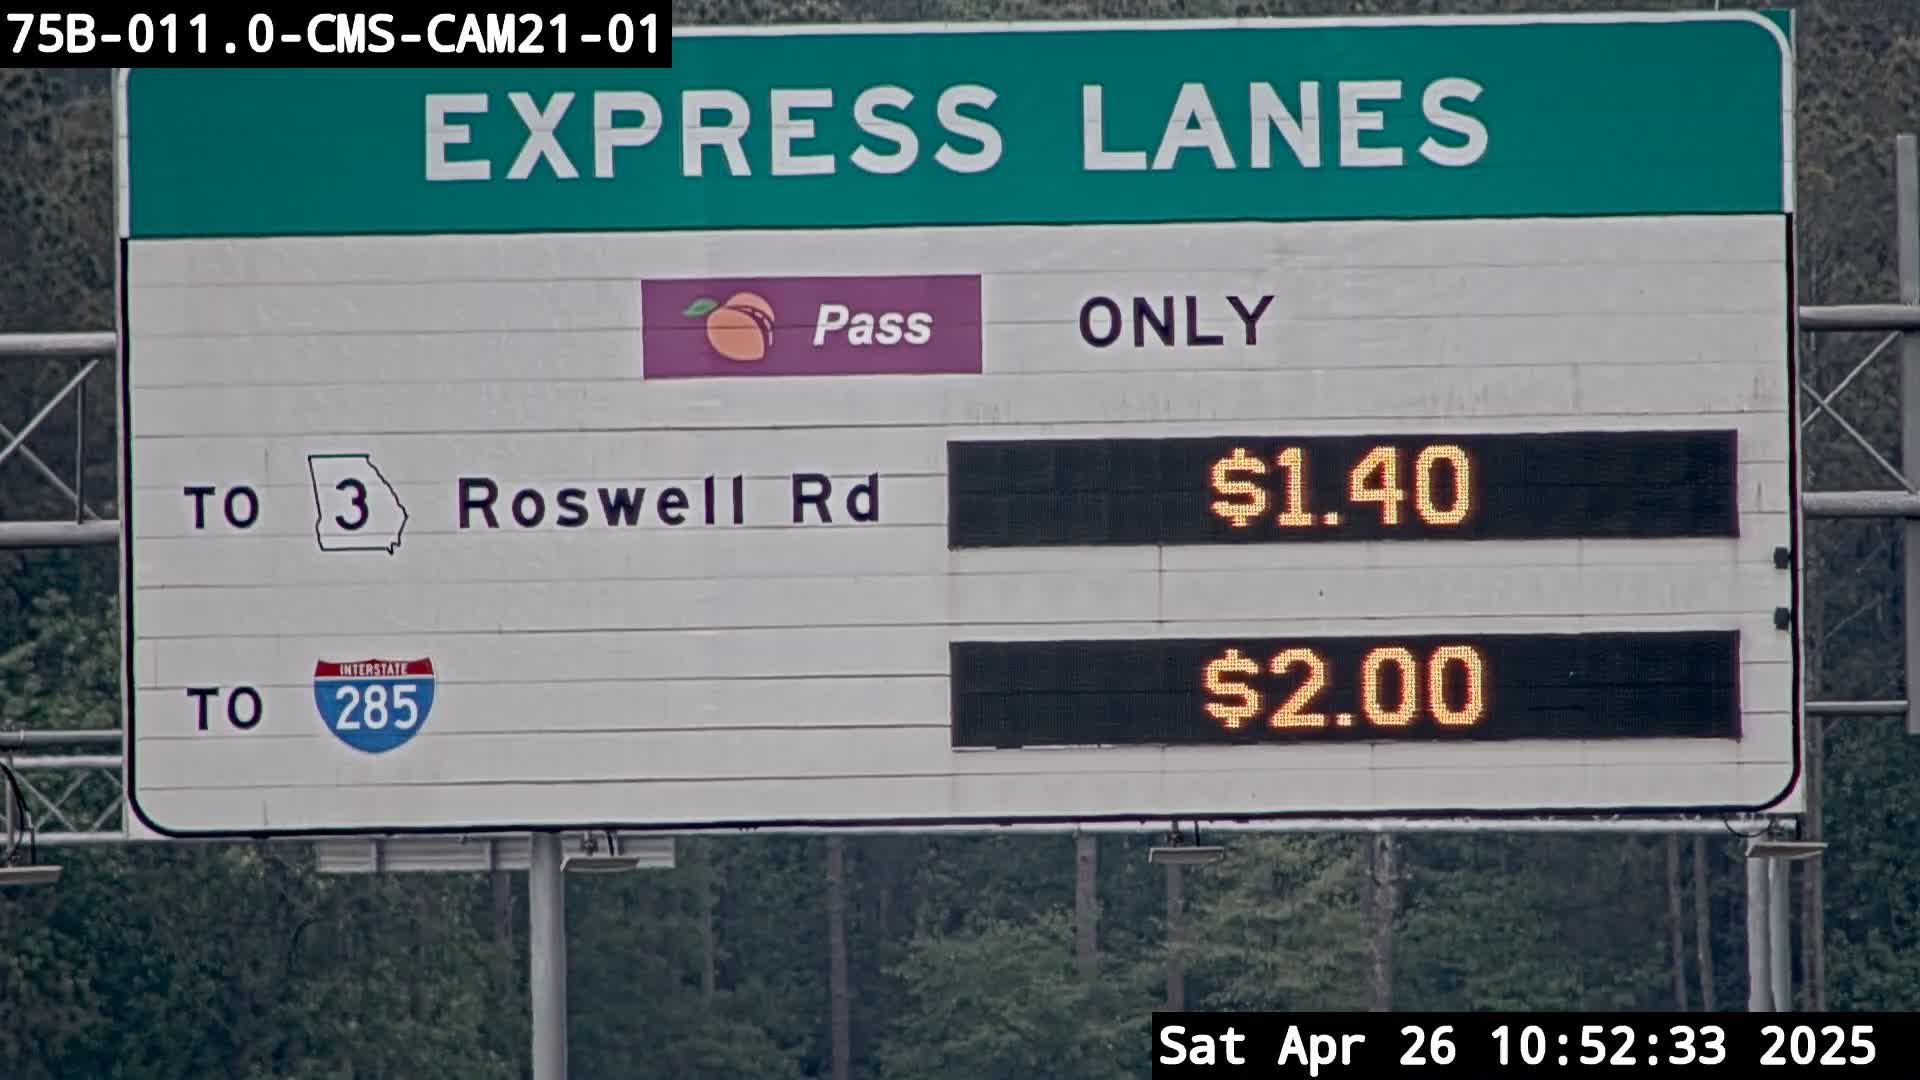 75B-011.0-CMS-CAM21-01
EXPRESS LANES
Pass ONLY
TO 3 Roswell Rd $1.40
INTERSTATE
TO 285 $2.00
Sat Apr 26 10:52:33 2025